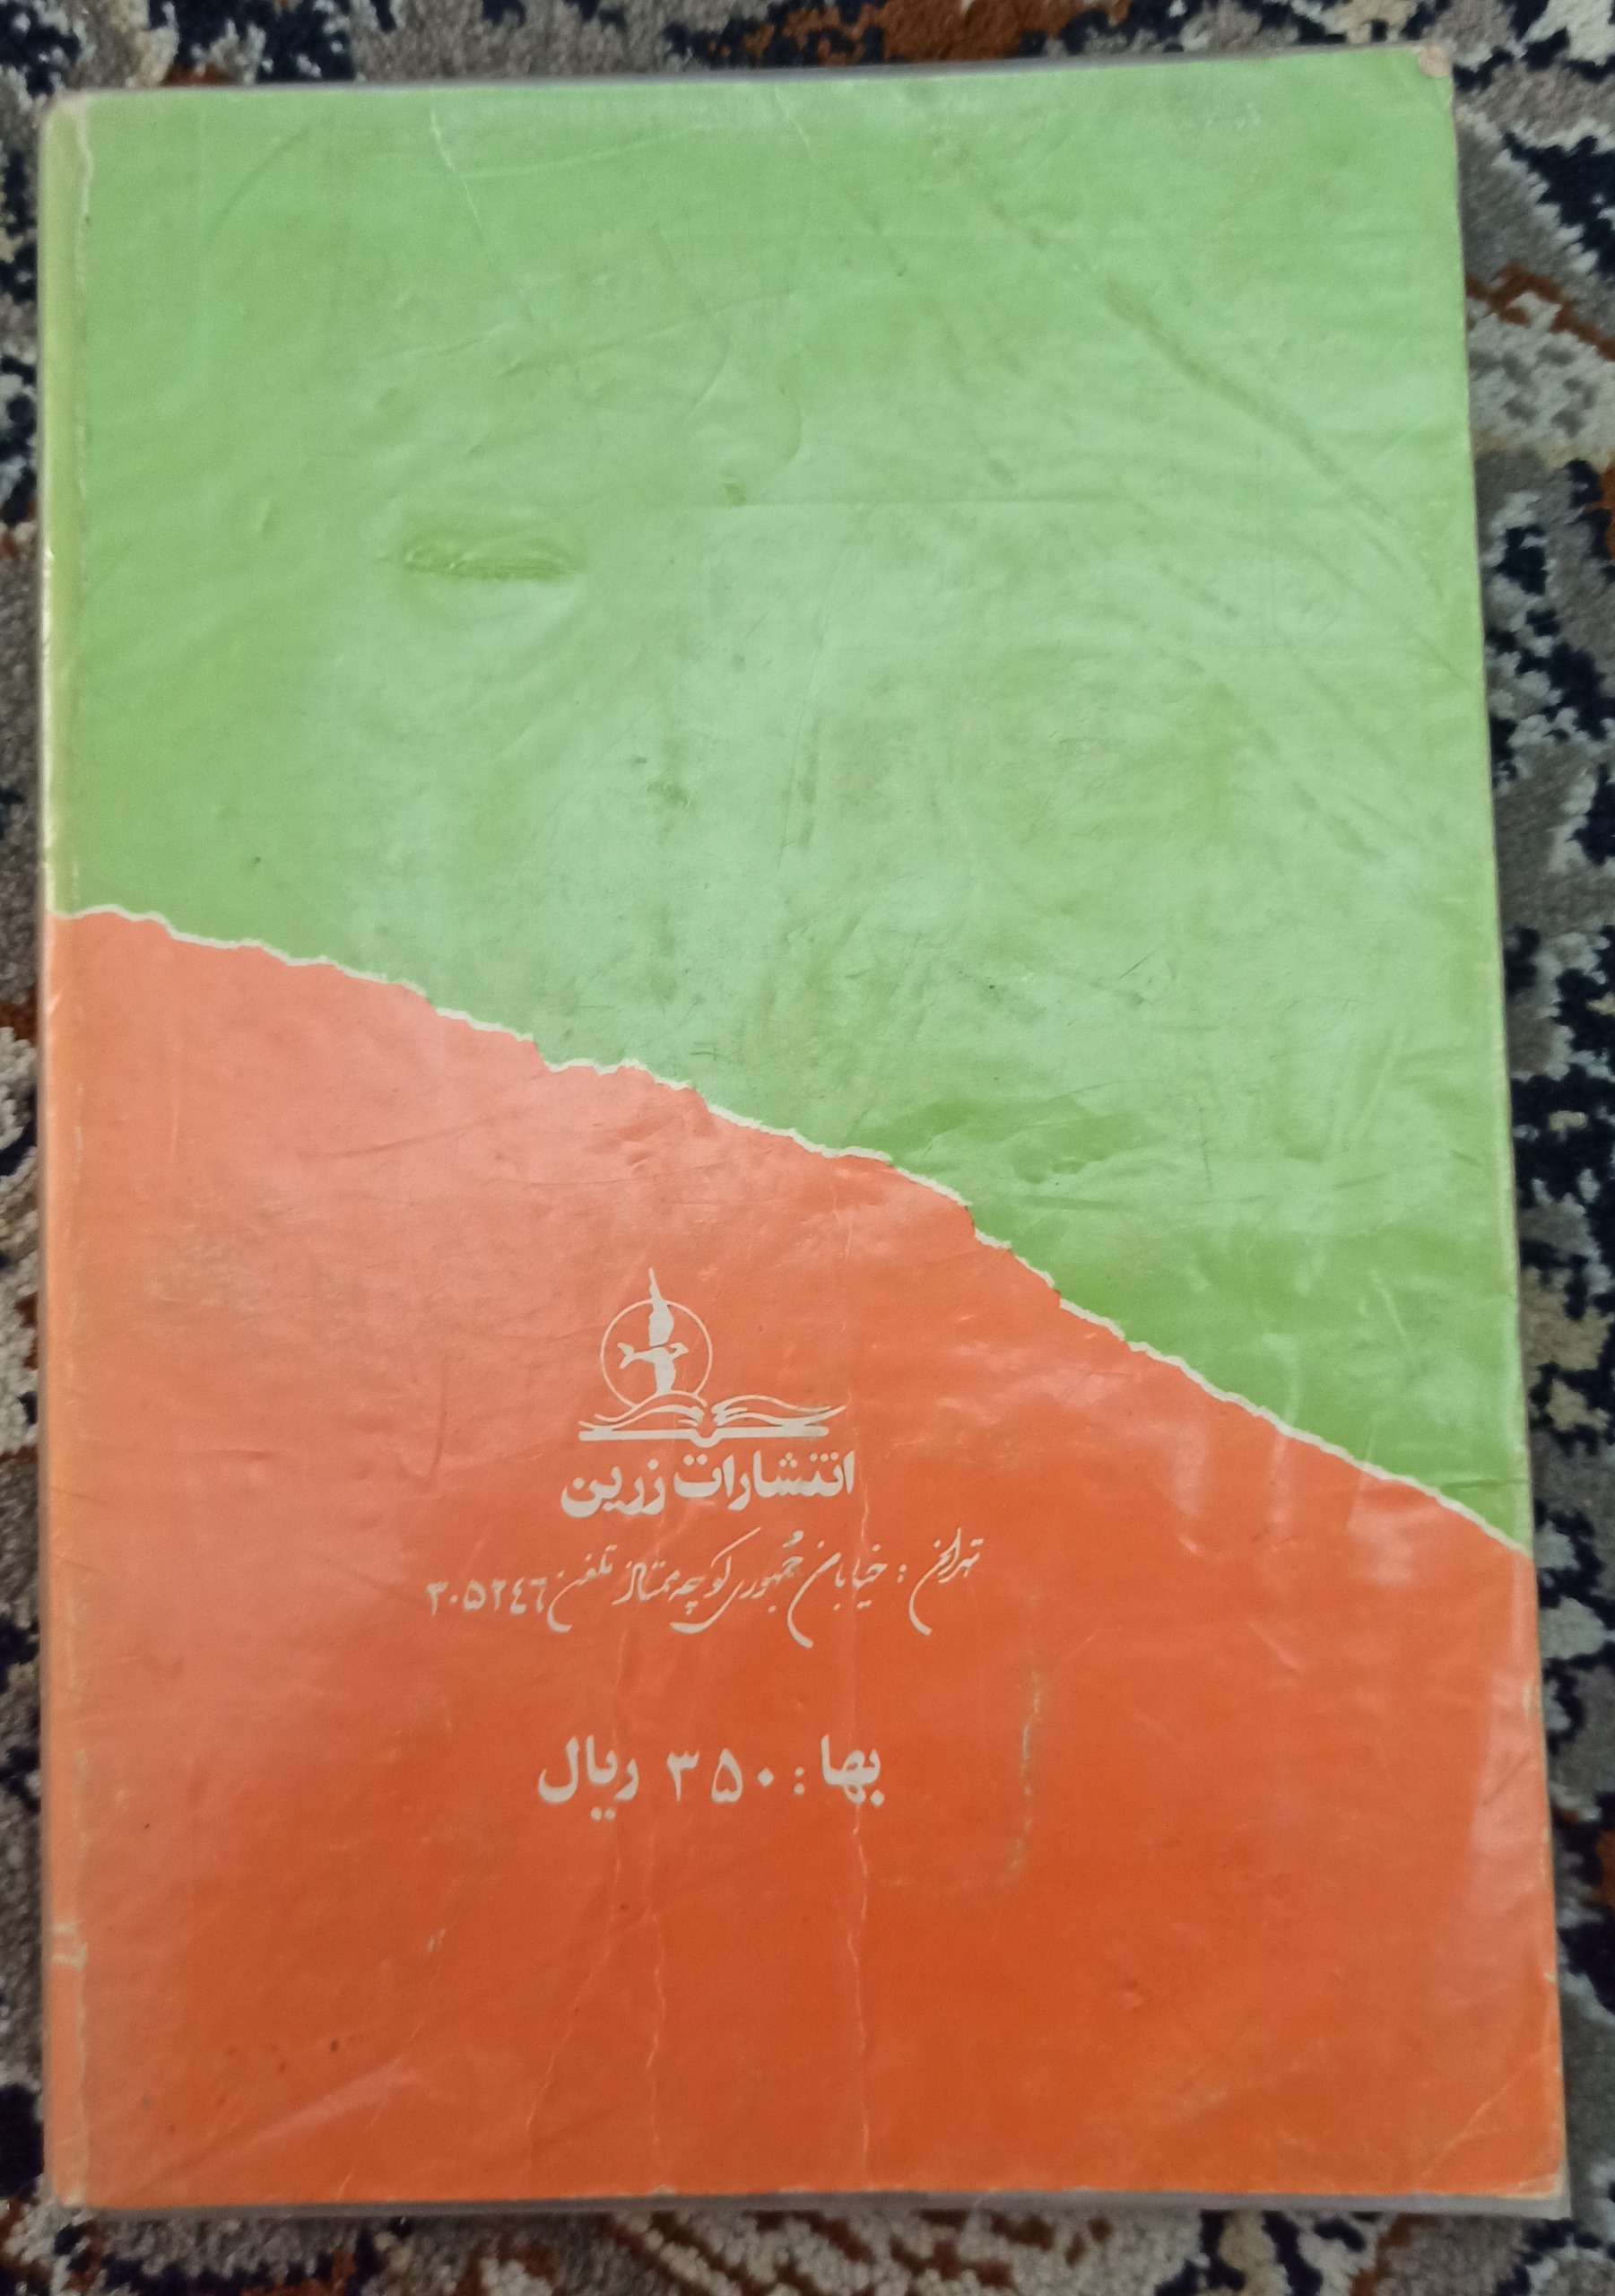 انتشارات زرین
تهران : خیابان جمهوری کوچه ممتاز تلفن ۳۰۵۲٤٦
بها : ۳۵۰ ریال